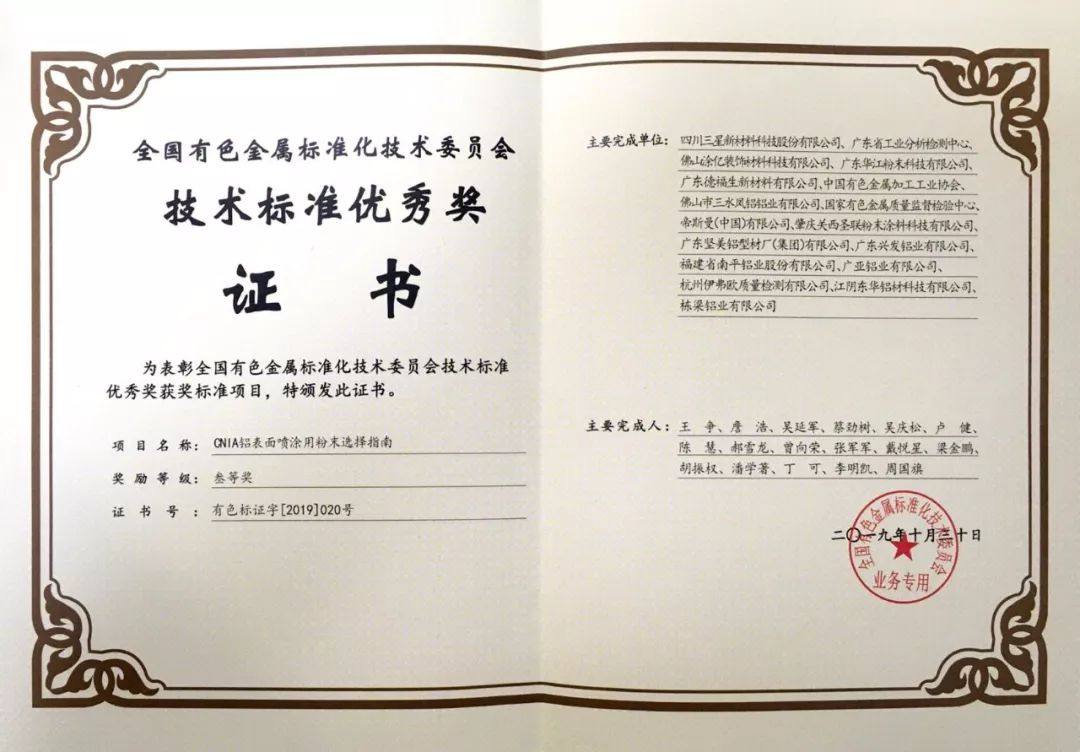 全国有色金属标准化技术委员会
技术标准优秀奖
证 书
为表彰全国有色金属标准化技术委员会技术标准
优秀奖获奖标准项目,特颁发此证书。
项目名称: CNIA铝表面喷涂用粉末选择指南
奖励等级: 叁等奖
证书号: 有色标证字[2019]020号
主要完成单位: 四川三星新材料科技股份有限公司、广东省工业分析检测中心、
佛山涂亿装饰材料科技有限公司、广东华江粉末科技有限公司、
广东德福生新材料有限公司、中国有色金属加工工业协会、
佛山市三水凤铝铝业有限公司、国家有色金属质量监督检验中心、
帝斯曼(中国)有限公司、肇庆关西圣联粉末涂料科技有限公司、
广东坚美铝型材厂(集团)有限公司、广东兴发铝业有限公司、
福建省南平铝业股份有限公司、广亚铝业有限公司、
杭州伊弗欧质量检测有限公司、江阴东华铝材科技有限公司、
栋梁铝业有限公司
主要完成人: 王 争、詹 浩、吴延军、蔡劲树、吴庆松、卢 健、
陈 慧、郝雪龙、曾向荣、张军军、戴悦星、梁金鹏、
胡振权、潘学著、丁 可、李明凯、周国旗
二〇一九年十月三十日
全国有色金属标准化技术委员会
业务专用